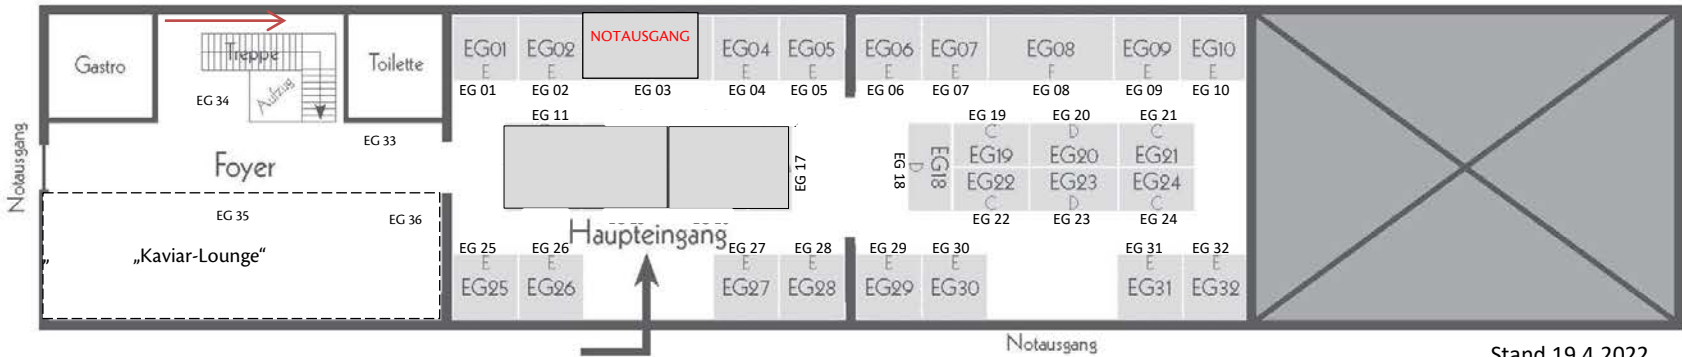 Gastro
Treppe
Aufzug
Toilette
EG 34
EG 33
Foyer
Notausgang
EG 35
EG 36
„Kaviar-Lounge“
„
EG01 EG02 NOTAUSGANG EG04 EG05 EG06 EG07 EG08 EG09 EG10
E E E E E E F E E
EG 01 EG 02 EG 03 EG 04 EG 05 EG 06 EG 07 EG 08 EG 09 EG 10
EG 11
EG 17
EG 19 EG 20 EG 21
C D C
EG 18 D EG18 EG19 EG20 EG21
EG22 EG23 EG24
C D C
EG 22 EG 23 EG 24
Haupteingang
EG 25 EG 26 EG 27 EG 28 EG 29 EG 30 EG 31 EG 32
E E E E E E E E
EG25 EG26 EG27 EG28 EG29 EG30 EG31 EG32
Notausgang
Stand 19.4.2022